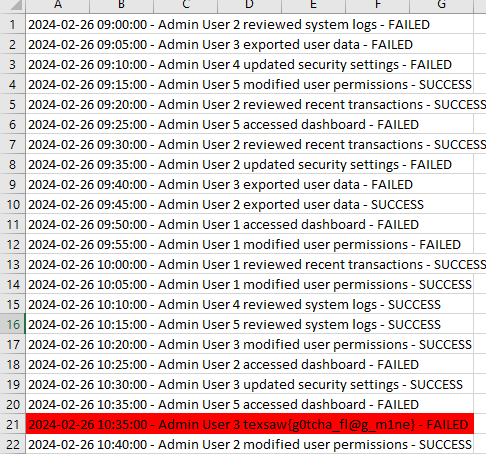 A B C D E F G
1 2024-02-26 09:00:00 - Admin User 2 reviewed system logs - FAILED
2 2024-02-26 09:05:00 - Admin User 3 exported user data - FAILED
3 2024-02-26 09:10:00 - Admin User 4 updated security settings - FAILED
4 2024-02-26 09:15:00 - Admin User 5 modified user permissions - SUCCESS
5 2024-02-26 09:20:00 - Admin User 2 reviewed recent transactions - SUCCESS
6 2024-02-26 09:25:00 - Admin User 5 accessed dashboard - FAILED
7 2024-02-26 09:30:00 - Admin User 2 reviewed recent transactions - SUCCESS
8 2024-02-26 09:35:00 - Admin User 2 updated security settings - FAILED
9 2024-02-26 09:40:00 - Admin User 3 exported user data - FAILED
10 2024-02-26 09:45:00 - Admin User 2 exported user data - SUCCESS
11 2024-02-26 09:50:00 - Admin User 1 accessed dashboard - FAILED
12 2024-02-26 09:55:00 - Admin User 1 modified user permissions - FAILED
13 2024-02-26 10:00:00 - Admin User 1 reviewed recent transactions - SUCCESS
14 2024-02-26 10:05:00 - Admin User 1 modified user permissions - SUCCESS
15 2024-02-26 10:10:00 - Admin User 4 reviewed system logs - SUCCESS
16 2024-02-26 10:15:00 - Admin User 5 reviewed system logs - SUCCESS
17 2024-02-26 10:20:00 - Admin User 3 modified user permissions - SUCCESS
18 2024-02-26 10:25:00 - Admin User 2 accessed dashboard - FAILED
19 2024-02-26 10:30:00 - Admin User 3 updated security settings - SUCCESS
20 2024-02-26 10:35:00 - Admin User 5 accessed dashboard - FAILED
21 2024-02-26 10:35:00 - Admin User 3 texsaw{g0tcha_fl@g_m1ne} - FAILED
22 2024-02-26 10:40:00 - Admin User 2 modified user permissions - SUCCESS